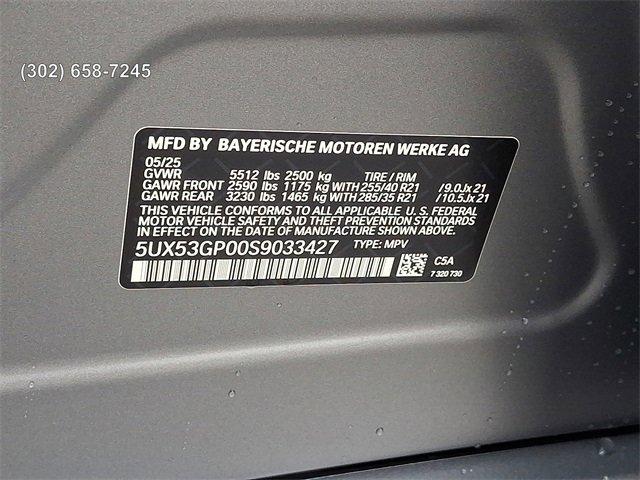 (302) 658-7245
MFD BY BAYERISCHE MOTOREN WERKE AG
05/25
GVWR 5512 lbs 2500 kg TIRE / RIM
GAWR FRONT 2590 lbs 1175 kg WITH 255/40 R21 /9.0Jx 21
GAWR REAR 3230 lbs 1465 kg WITH 285/35 R21 /10.5Jx 21
THIS VEHICLE CONFORMS TO ALL APPLICABLE U. S. FEDERAL
MOTOR VEHICLE SAFETY AND THEFT PREVENTION STANDARDS
IN EFFECT ON THE DATE OF MANUFACTURE SHOWN ABOVE.
5UX53GP00S9033427 TYPE: MPV
C5A
7 320 730